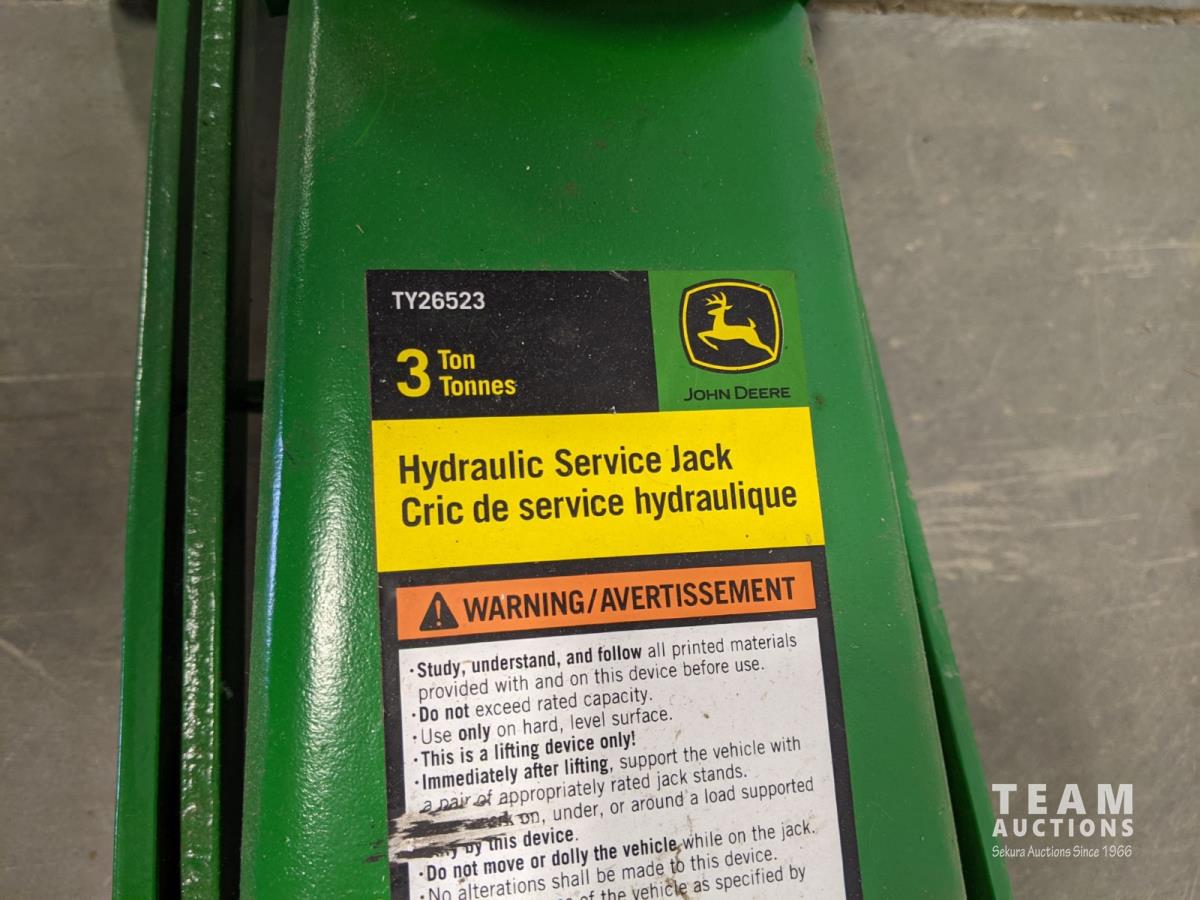 TY26523
3 Ton
Tonnes
JOHN DEERE
Hydraulic Service Jack
Cric de service hydraulique
WARNING/AVERTISSEMENT
·Study, understand, and follow all printed materials
provided with and on this device before use.
·Do not exceed rated capacity.
·Use only on hard, level surface.
·This is a lifting device only!
·Immediately after lifting, support the vehicle with
a pair of appropriately rated jack stands.
on, under, or around a load supported
by this device.
·Do not move or dolly the vehicle while on the jack.
·No alterations shall be made to this device.
of the vehicle as specified by
TEAM
AUCTIONS
Sekura Auctions Since 1966